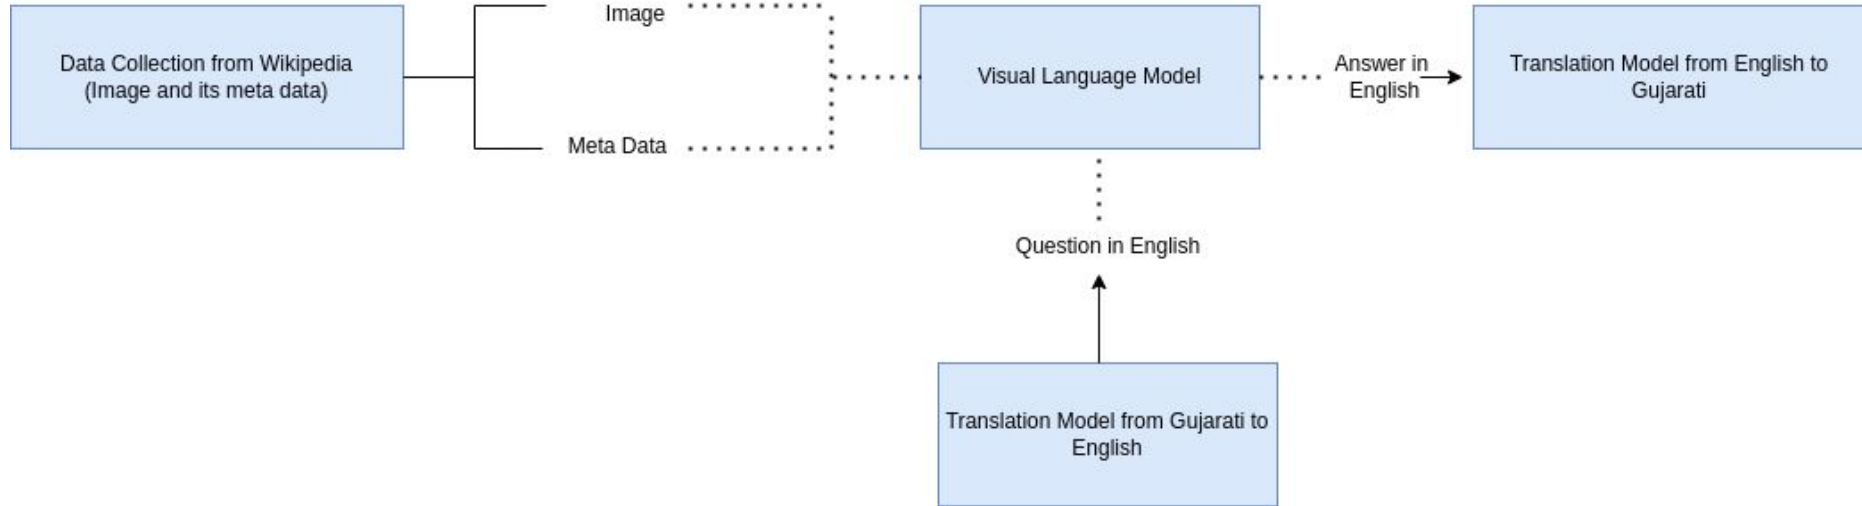 Data Collection from Wikipedia
(Image and its meta data)
Image
Meta Data
Visual Language Model
Answer in
English
Translation Model from English to
Gujarati
Question in English
Translation Model from Gujarati to
English